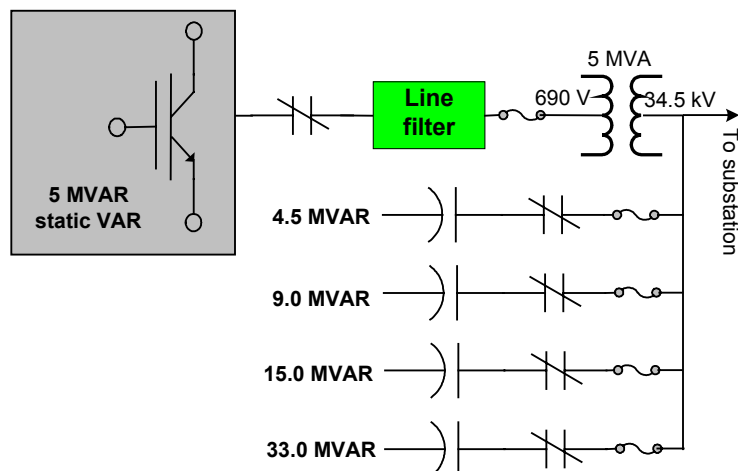 5 MVA
690 V
34.5 kV
Line
filter
5 MVAR
static VAR
To substation
4.5 MVAR
9.0 MVAR
15.0 MVAR
33.0 MVAR